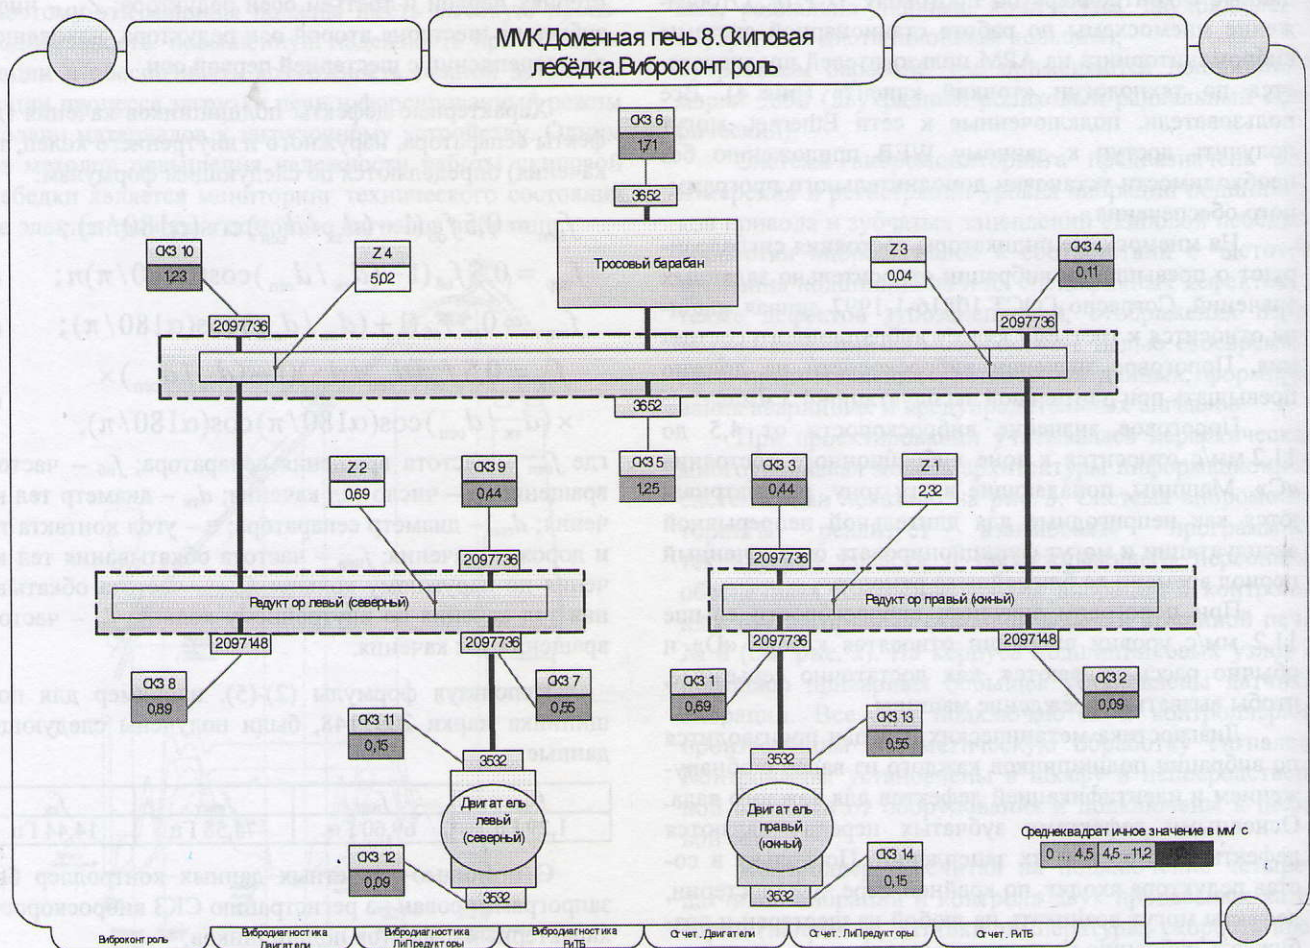 ММК.Доменная печь 8. Скиповая
лебёдка.Виброконтроль
СКЗ 6
1,71
3652
Тросовый барабан
СКЗ 10
1,23
Z 4
5,02
Z 3
0,04
СКЗ 4
0,11
2097736
2097736
3652
СКЗ 5
1,25
Z 2
0,69
СКЗ 9
0,44
СКЗ 3
0,44
Z 1
2,32
2097736
2097736
Редуктор левый (северный)
Редуктор правый (южный)
2097148
2097736
2097736
2097148
СКЗ 8
0,89
СКЗ 7
0,55
СКЗ 1
0,69
СКЗ 2
0,09
СКЗ 11
0,15
СКЗ 13
0,55
3532
3532
Двигатель
левый
(северный)
Двигатель
правый
(южный)
СКЗ 12
0,09
СКЗ 14
0,15
3532
3532
Среднеквадратичное значение в мм с
0 ... 4,5 4,5 ... 11,2
Виброконтроль
Вибродиагностика
Двигатели
Вибродиагностика
ЛиПредукторы
Вибродиагностика
РиТБ
Отчет. Двигатели
Отчет. ЛиПредукторы
Отчет. РиТБ